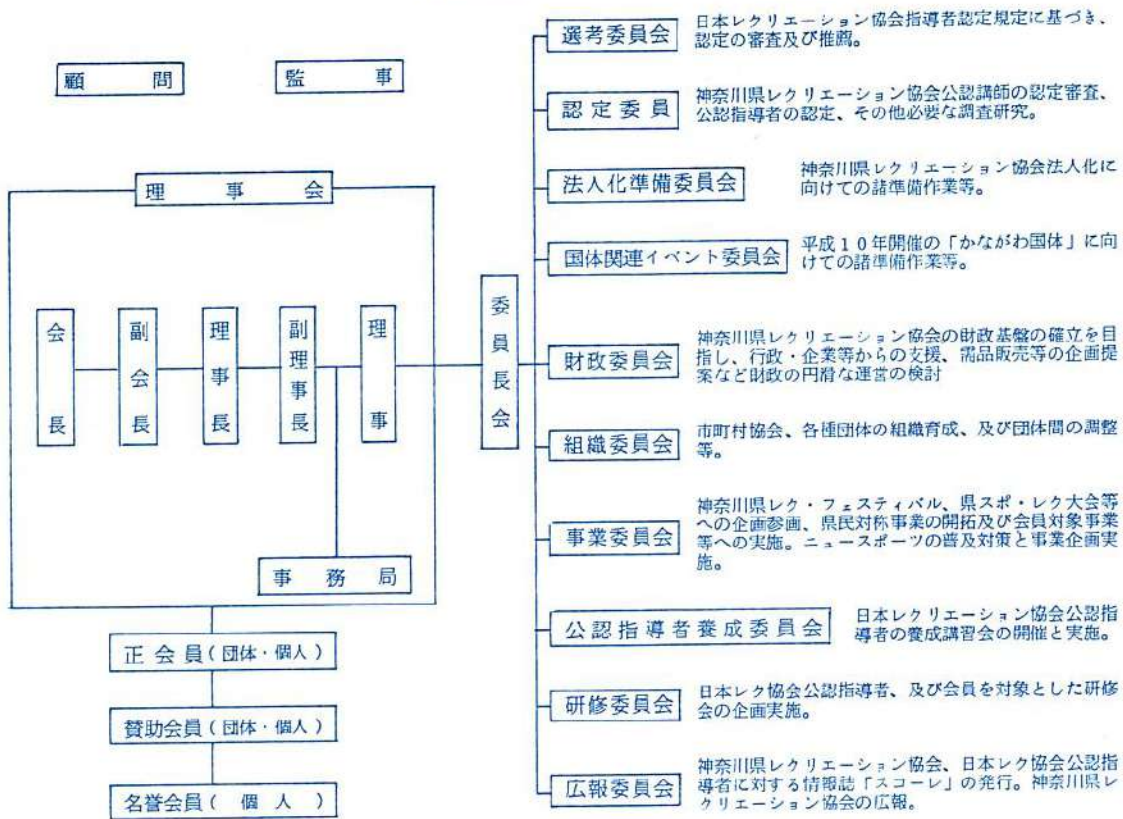 顧問
監事
理事会
会長
副会長
理事長
副理事長
理事
事務局
正会員(団体・個人)
賛助会員(団体・個人)
名誉会員(個人)
委員長会
選考委員会
日本レクリエーション協会指導者認定規定に基づき、
認定の審査及び推薦。
認定委員
神奈川県レクリエーション協会公認講師の認定審査、
公認指導者の認定、その他必要な調査研究。
法人化準備委員会
神奈川県レクリエーション協会法人化に
向けての諸準備作業等。
国体関連イベント委員会
平成10年開催の「かながわ国体」に向
けての諸準備作業等。
財政委員会
神奈川県レクリエーション協会の財政基盤の確立を目
指し、行政・企業等からの支援、需品販売等の企画提
案など財政の円滑な運営の検討
組織委員会
市町村協会、各種団体の組織育成、及び団体間の調整
等。
事業委員会
神奈川県レク・フェスティバル、県スポ・レク大会等
への企画参画、県民対称事業の開拓及び会員対象事業
等への実施。ニュースポーツの普及対策と事業企画実
施。
公認指導者養成委員会
日本レクリエーション協会公認指
導者の養成講習会の開催と実施。
研修委員会
日本レク協会公認指導者、及び会員を対象とした研修
会の企画実施。
広報委員会
神奈川県レクリエーション協会、日本レク協会公認指
導者に対する情報誌「スコーレ」の発行。神奈川県レ
クリエーション協会の広報。